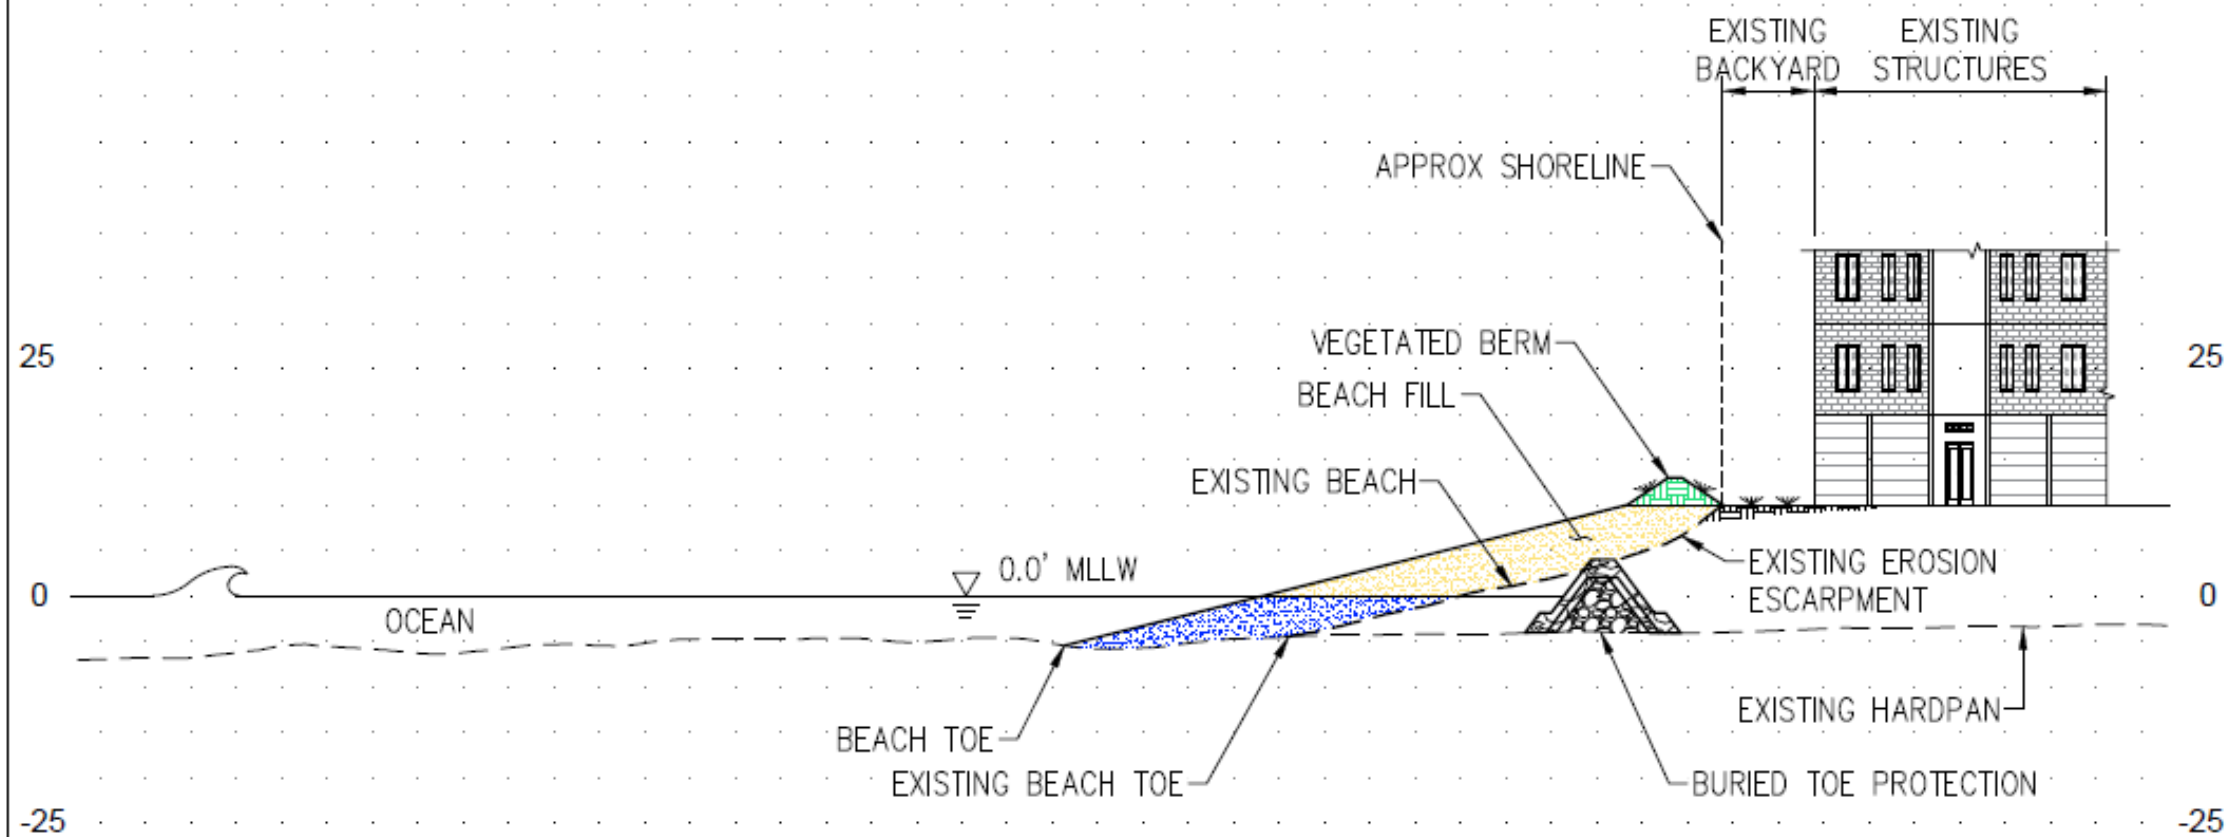 EXISTING
BACKYARD
EXISTING
STRUCTURES
APPROX SHORELINE
25
25
VEGETATED BERM
BEACH FILL
EXISTING BEACH
0.0' MLLW
EXISTING EROSION
ESCARPMENT
0
0
OCEAN
EXISTING HARDPAN
BEACH TOE
EXISTING BEACH TOE
BURIED TOE PROTECTION
-25
-25